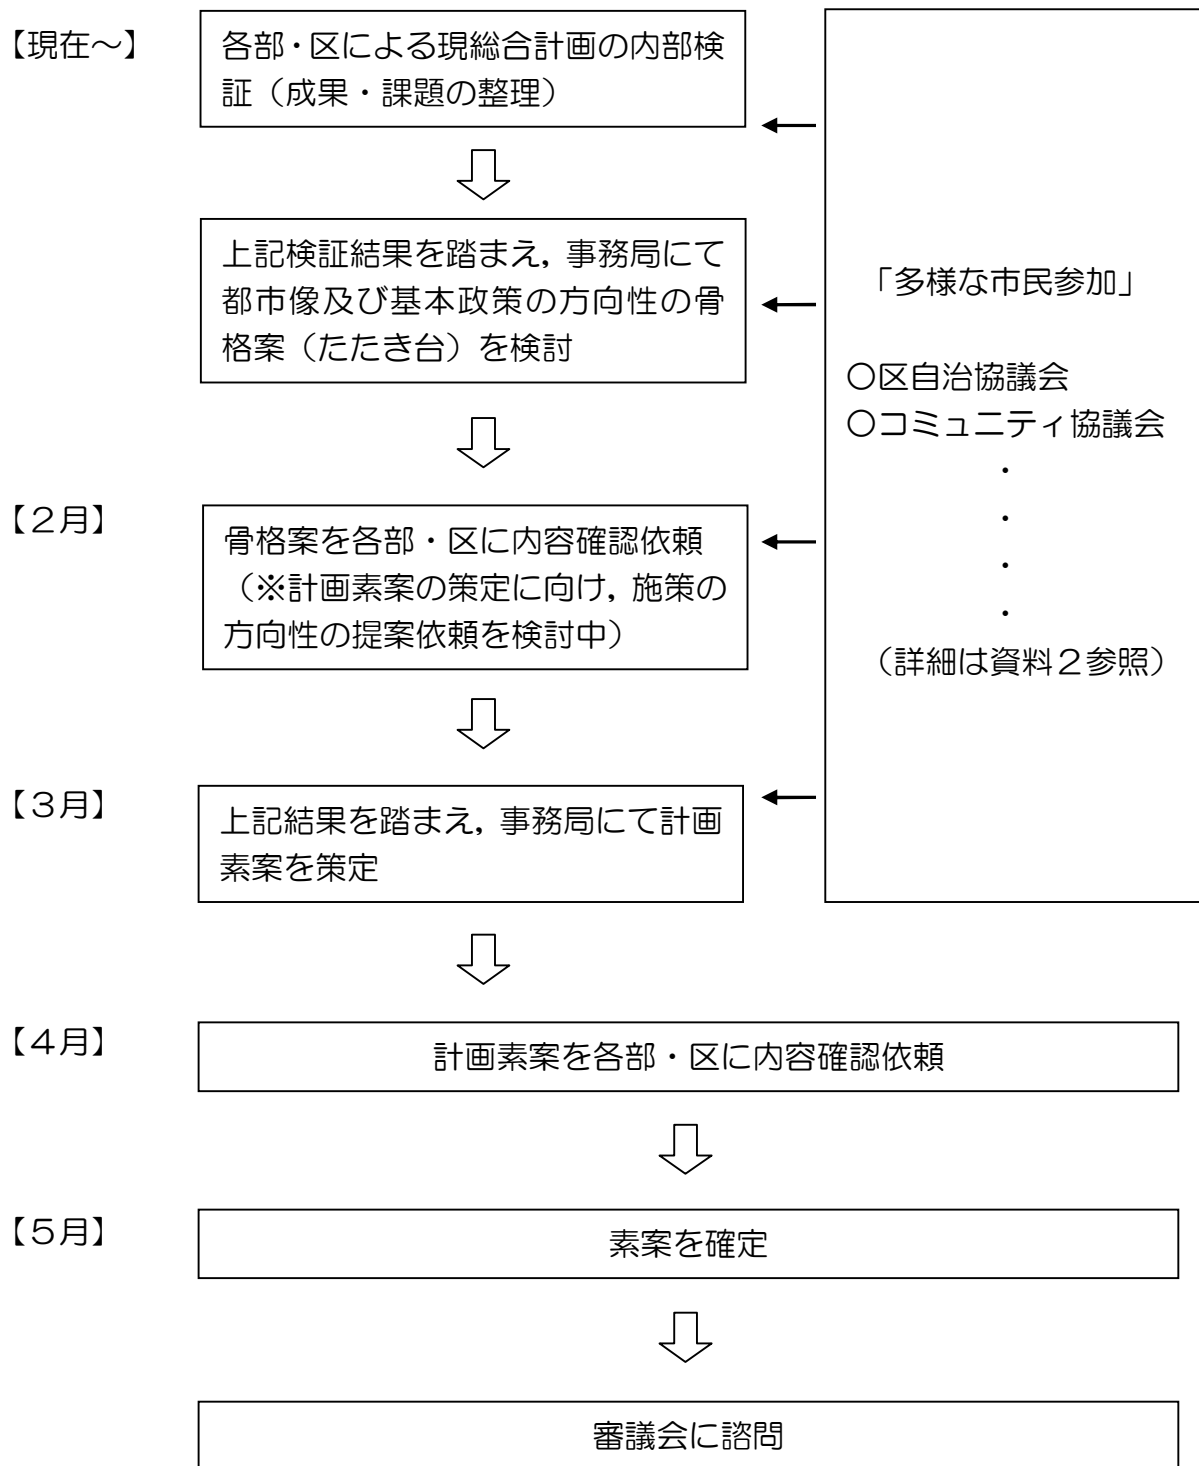 【現在～】
各部・区による現総合計画の内部検
証（成果・課題の整理）
上記検証結果を踏まえ, 事務局にて
都市像及び基本政策の方向性の骨
格案（たたき台）を検討
「多様な市民参加」
○区自治協議会
○コミュニティ協議会
・
・
・
・
（詳細は資料２参照）
【２月】
骨格案を各部・区に内容確認依頼
（※計画素案の策定に向け, 施策の
方向性の提案依頼を検討中）
【３月】
上記結果を踏まえ, 事務局にて計画
素案を策定
【４月】
計画素案を各部・区に内容確認依頼
【５月】
素案を確定
審議会に諮問